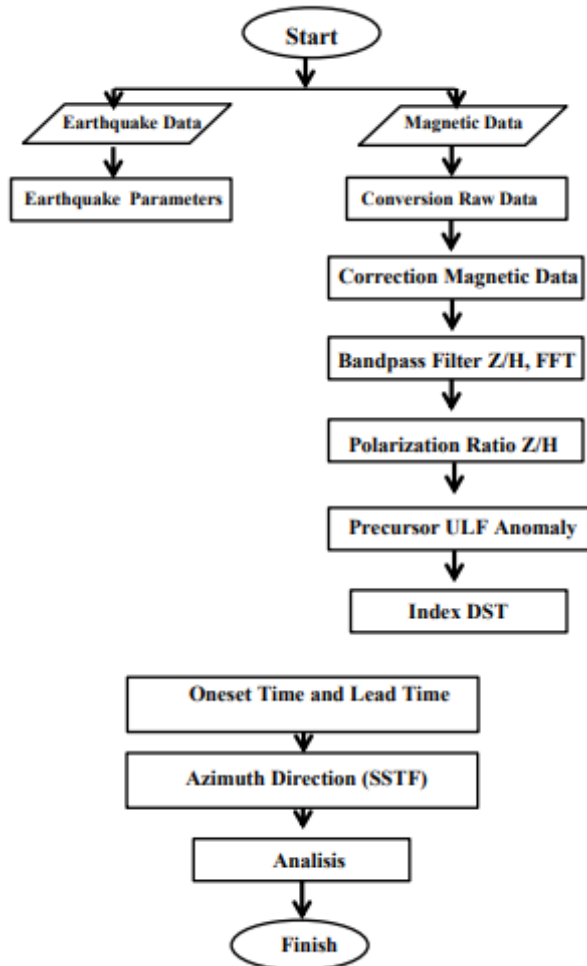 Start
Earthquake Data
Magnetic Data
Earthquake Parameters
Conversion Raw Data
Correction Magnetic Data
Bandpass Filter Z/H, FFT
Polarization Ratio Z/H
Precursor ULF Anomaly
Index DST
Oneset Time and Lead Time
Azimuth Direction (SSTF)
Analisis
Finish